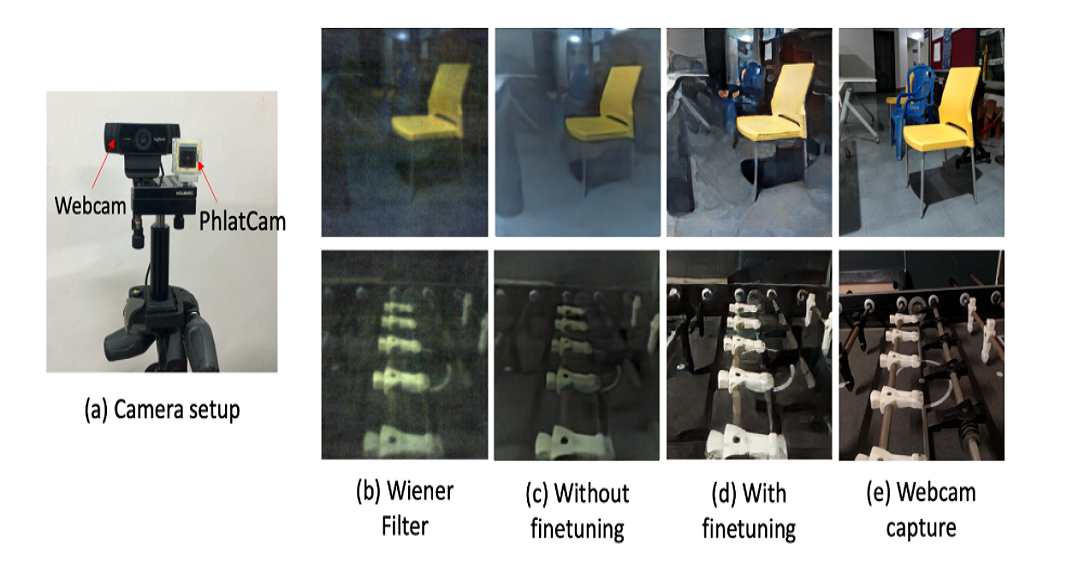 Webcam
PhlatCam
(a) Camera setup
(b) Wiener
Filter
(c) Without
finetuning
(d) With
finetuning
(e) Webcam
capture